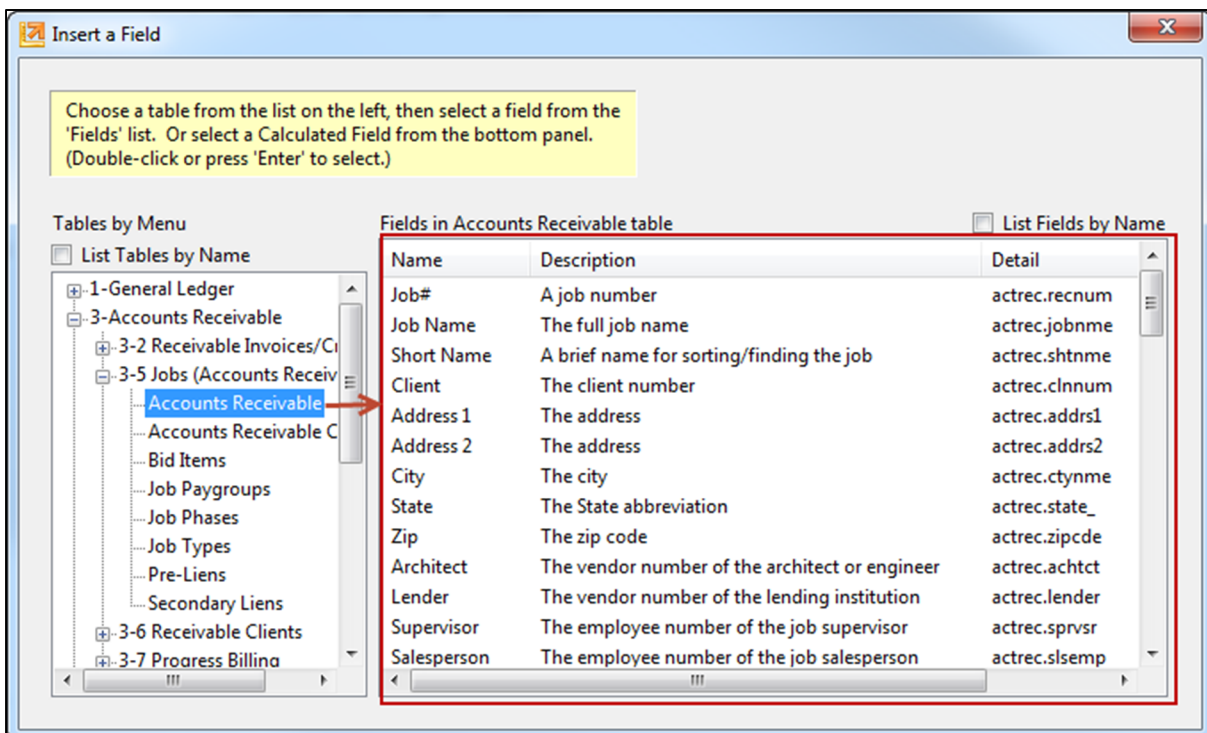 Insert a Field
Choose a table from the list on the left, then select a field from the
'Fields' list.  Or select a Calculated Field from the bottom panel.
(Double-click or press 'Enter' to select.)
Tables by Menu
List Tables by Name
1-General Ledger
3-Accounts Receivable
3-2 Receivable Invoices/Cr
3-5 Jobs (Accounts Receiv
Accounts Receivable
Accounts Receivable C
Bid Items
Job Paygroups
Job Phases
Job Types
Pre-Liens
Secondary Liens
3-6 Receivable Clients
3-7 Progress Billing
Fields in Accounts Receivable table
List Fields by Name
Name Description Detail
Job# A job number actrec.recnum
Job Name The full job name actrec.jobnme
Short Name A brief name for sorting/finding the job actrec.shtnme
Client The client number actrec.clnnum
Address 1 The address actrec.addrs1
Address 2 The address actrec.addrs2
City The city actrec.ctynme
State The State abbreviation actrec.state_
Zip The zip code actrec.zipcde
Architect The vendor number of the architect or engineer actrec.achtct
Lender The vendor number of the lending institution actrec.lender
Supervisor The employee number of the job supervisor actrec.sprvsr
Salesperson The employee number of the job salesperson actrec.slsemp